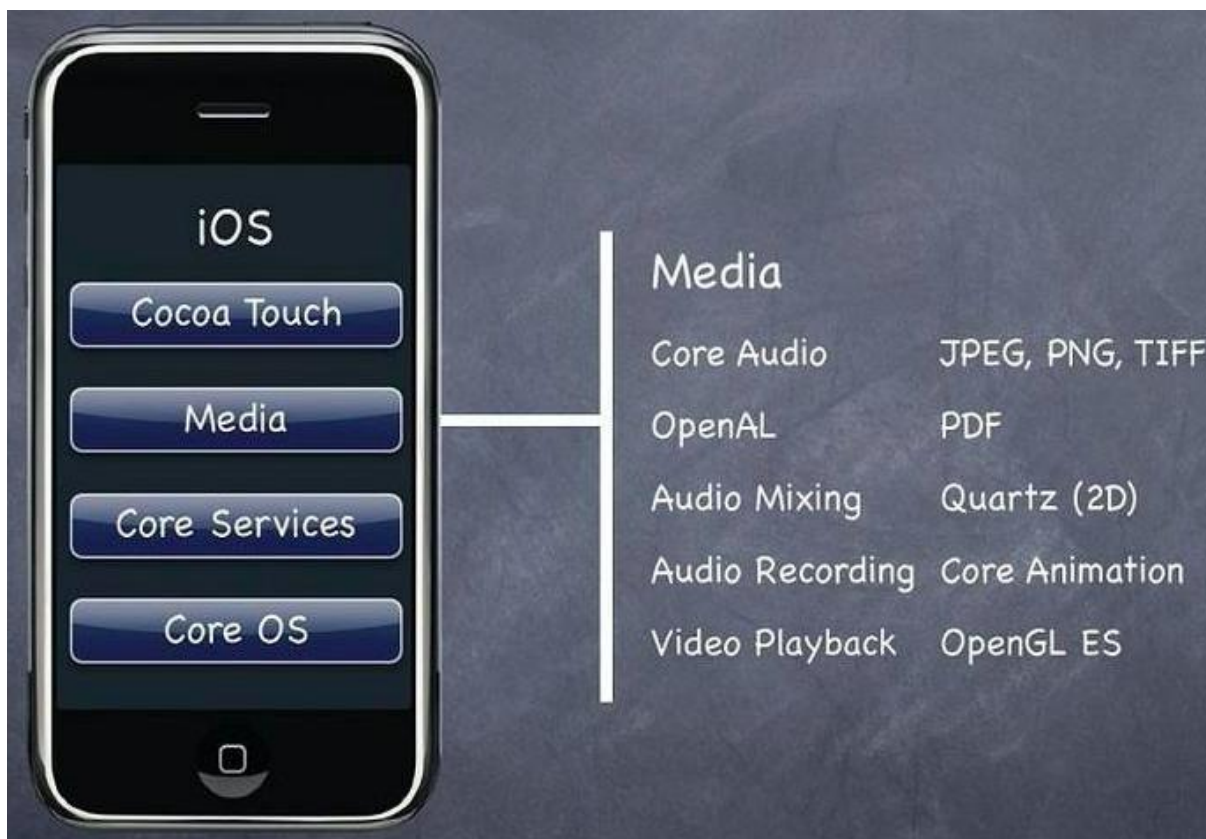 iOS
Cocoa Touch
Media
Core Services
Core OS
Media
Core Audio JPEG, PNG, TIFF
OpenAL PDF
Audio Mixing Quartz (2D)
Audio Recording Core Animation
Video Playback OpenGL ES